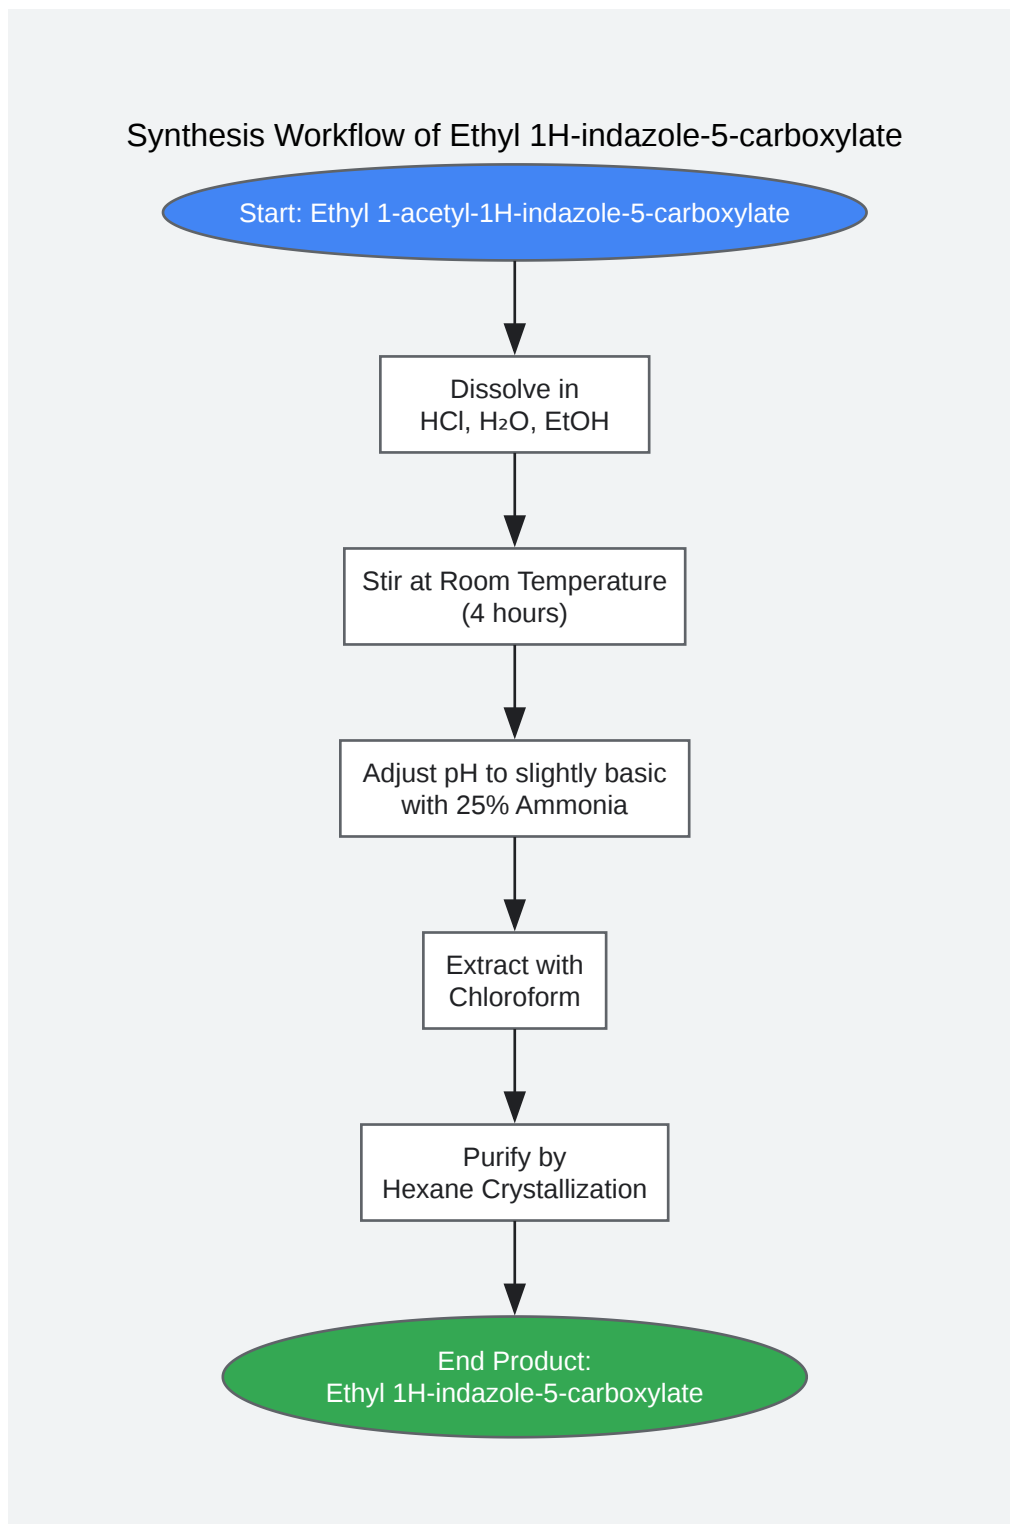 Synthesis Workflow of Ethyl 1H-indazole-5-carboxylate
Start: Ethyl 1-acetyl-1H-indazole-5-carboxylate
Dissolve in
HCl, H₂O, EtOH
Stir at Room Temperature
(4 hours)
Adjust pH to slightly basic
with 25% Ammonia
Extract with
Chloroform
Purify by
Hexane Crystallization
End Product:
Ethyl 1H-indazole-5-carboxylate